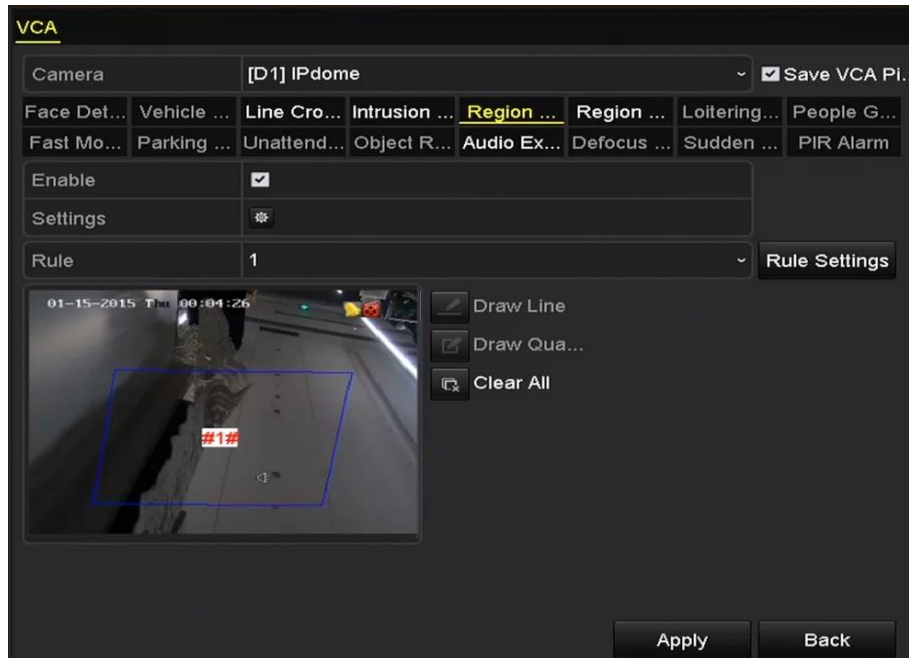 VCA
Camera [D1] IPdome Save VCA Pi..
Face Det... Vehicle ... Line Cro... Intrusion ... Region ... Region ... Loitering... People G...
Fast Mo... Parking ... Unattend... Object R... Audio Ex... Defocus ... Sudden ... PIR Alarm
Enable
Settings
Rule 1 Rule Settings
01-15-2015 Thu 00:04:26
Draw Line
Draw Qua...
Clear All
#1#
Apply Back